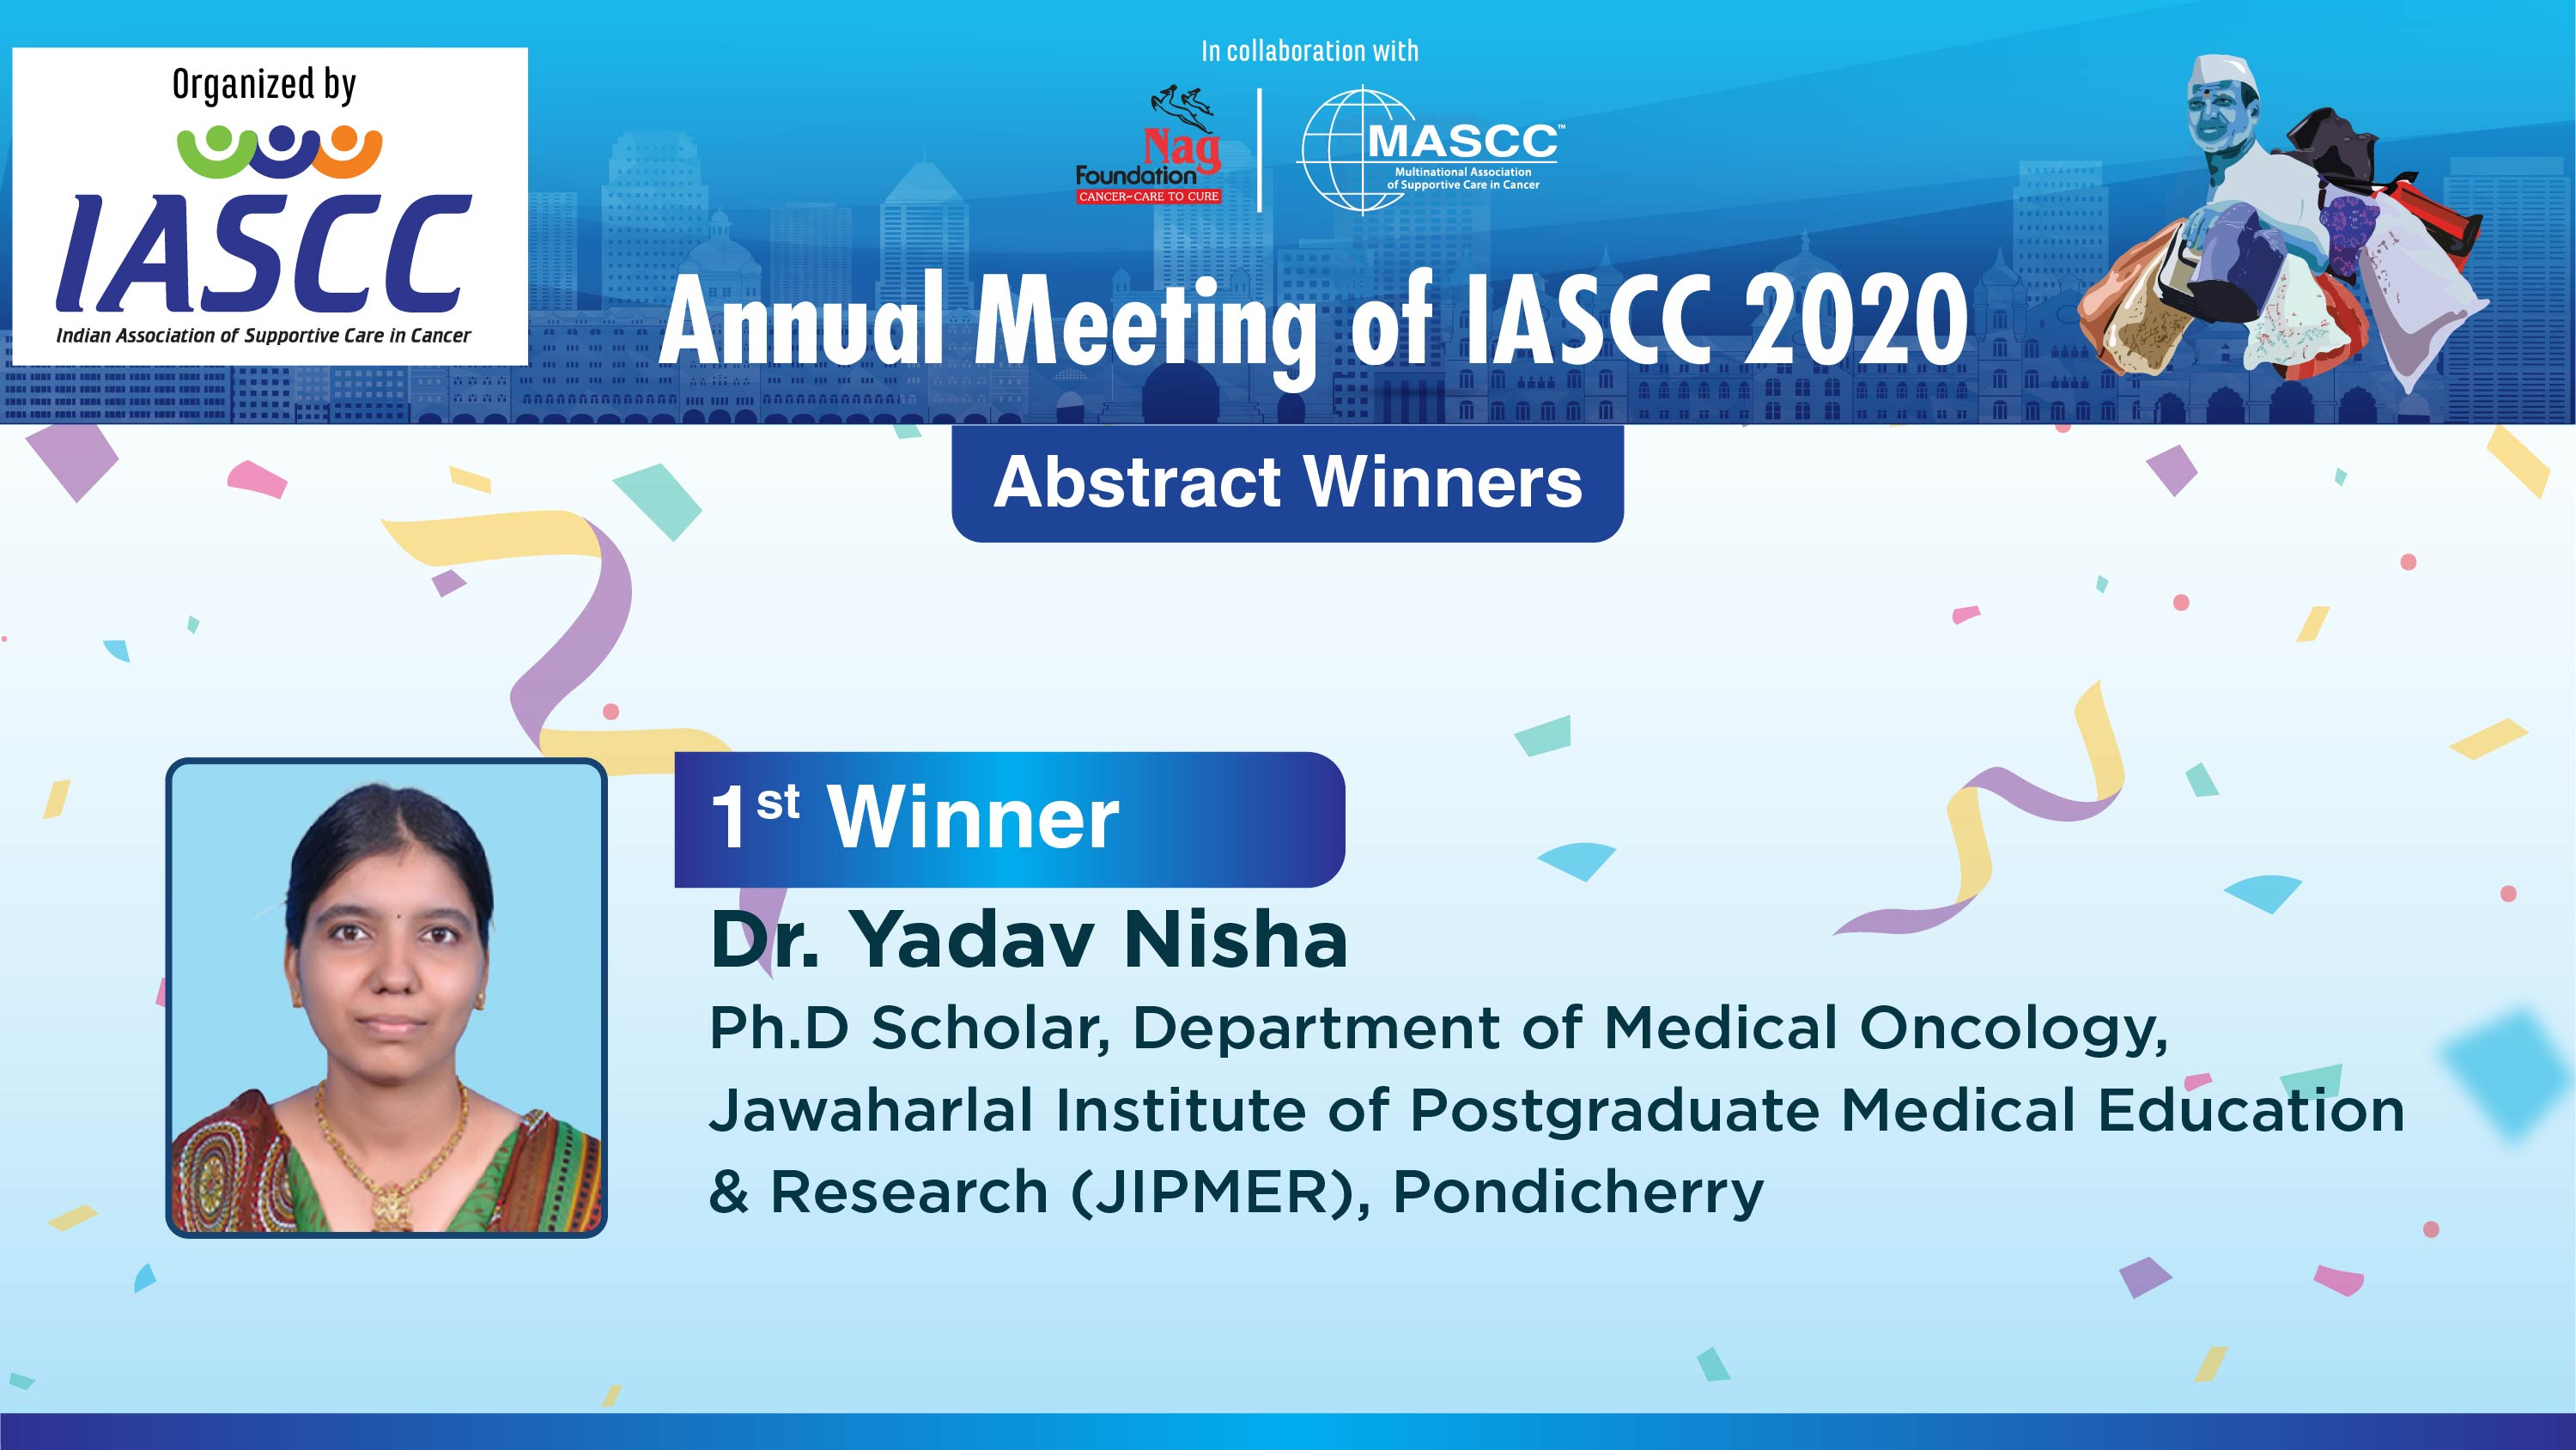 Organized by
IASCC
Indian Association of Supportive Care in Cancer
In collaboration with
Nag
Foundation
CANCER~CARE TO CURE
MASCC™
Multinational Association
of Supportive Care in Cancer
Annual Meeting of IASCC 2020
Abstract Winners
1st Winner
Dr. Yadav Nisha
Ph.D Scholar, Department of Medical Oncology,
Jawaharlal Institute of Postgraduate Medical Education
& Research (JIPMER), Pondicherry